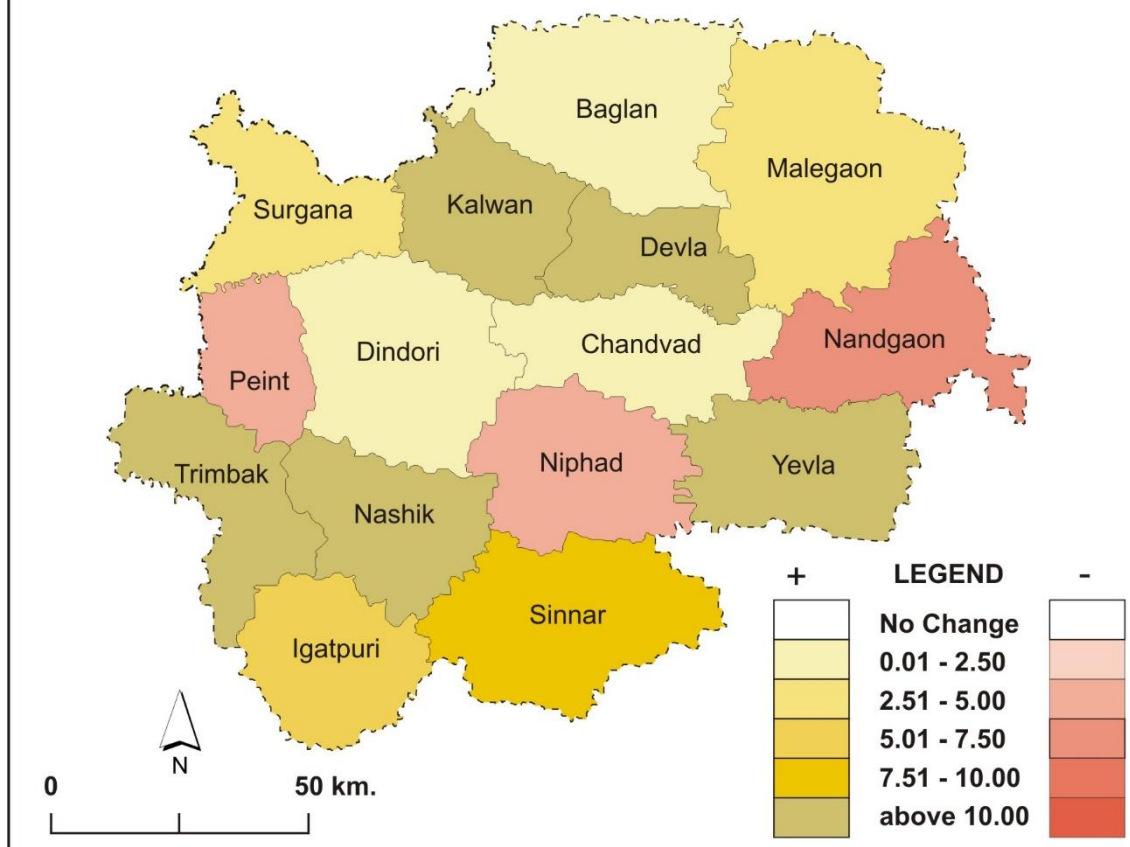 Baglan
Malegaon
Surgana
Kalwan
Devla
Dindori
Chandvad
Nandgaon
Peint
Niphad
Yevla
Trimbak
Nashik
Sinnar
Igatpuri
+ LEGEND -
No Change
0.01 - 2.50
2.51 - 5.00
5.01 - 7.50
7.51 - 10.00
above 10.00
N
0 50 km.